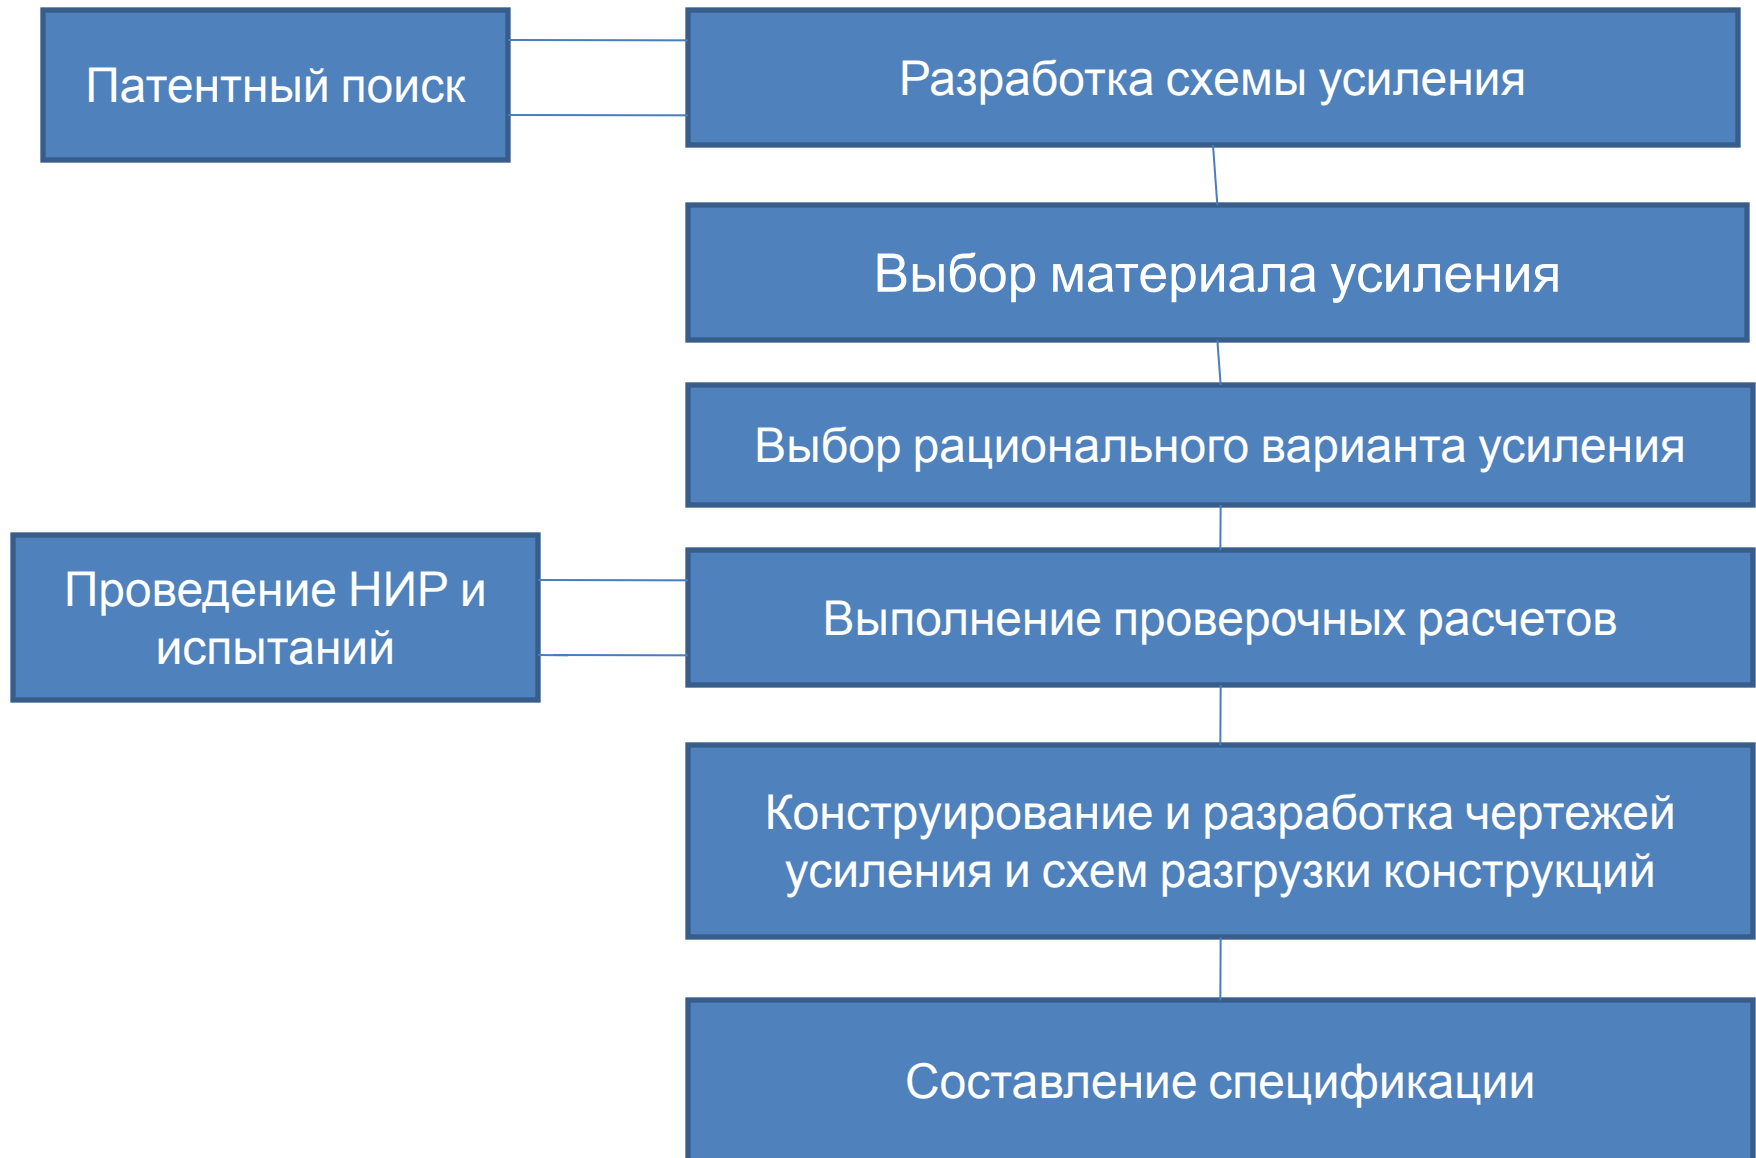 Патентный поиск
Разработка схемы усиления
Выбор материала усиления
Выбор рационального варианта усиления
Проведение НИР и
испытаний
Выполнение проверочных расчетов
Конструирование и разработка чертежей
усиления и схем разгрузки конструкций
Составление спецификации